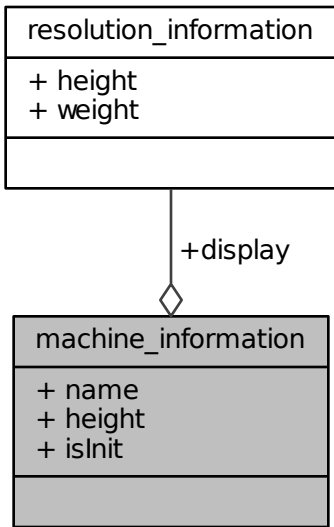 resolution_information
+ height
+ weight
+display
machine_information
+ name
+ height
+ isInit